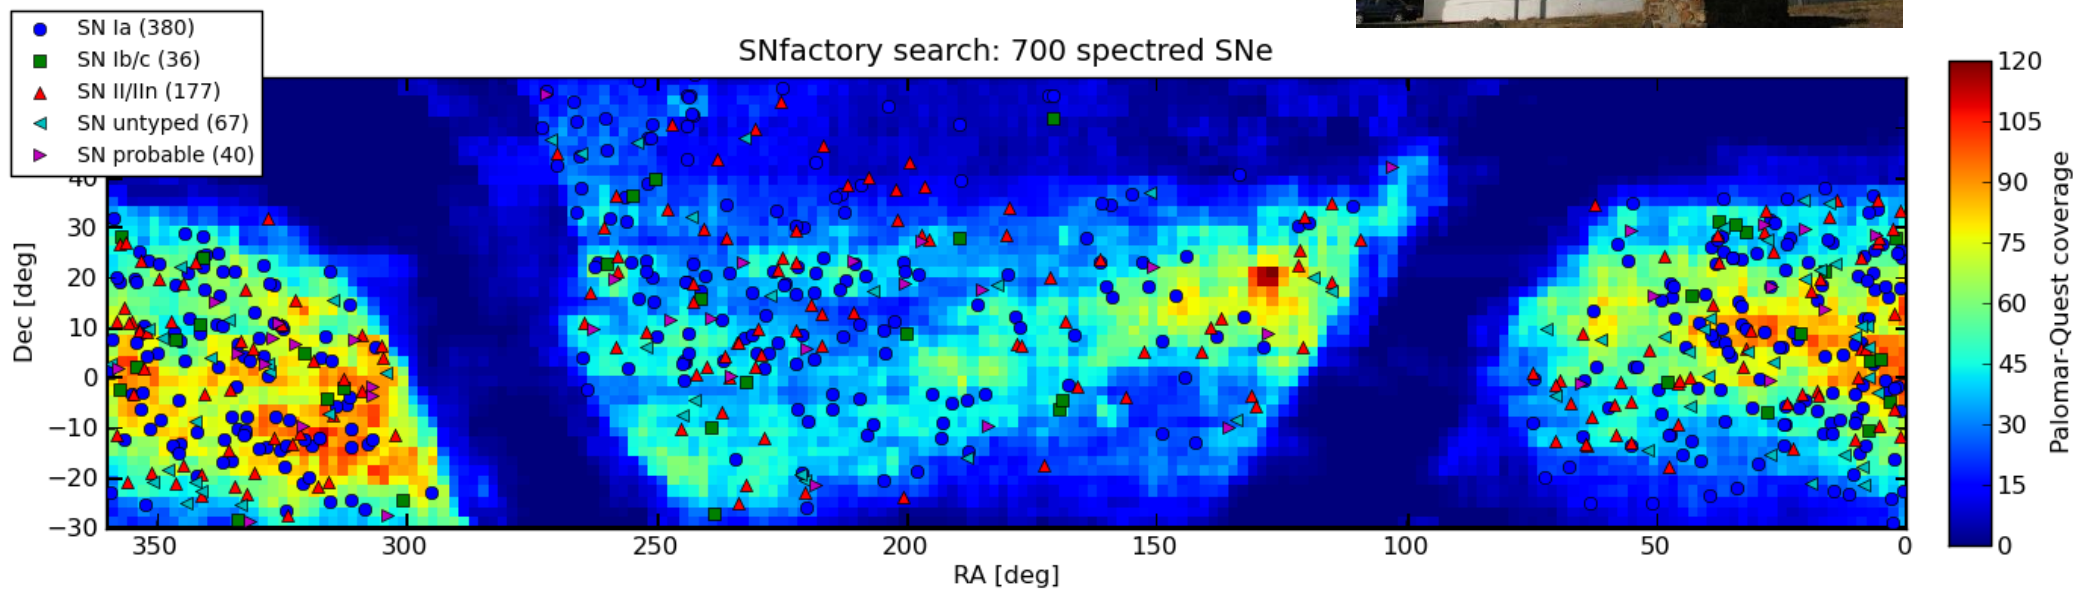 SN Ia (380)
SN Ib/c (36)
SN II/IIn (177)
SN untyped (67)
SN probable (40)
SNfactory search: 700 spectred SNe
40
30
20
10
0
−10
−20
−30
Dec [deg]
350
300
250
200
150
100
50
0
RA [deg]
120
105
90
75
60
45
30
15
0
Palomar-Quest coverage